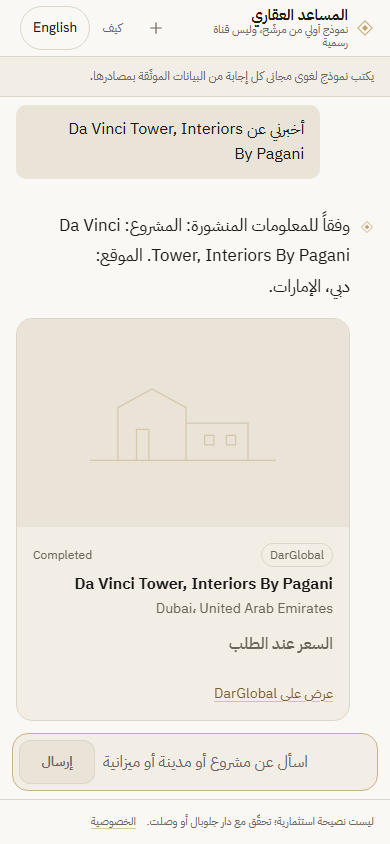 المساعد العقاري
نموذج أولي من مرشّح، وليس قناة
رسمية
كيف
English
يكتب نموذج لغوي مجاني كل إجابة من البيانات الموثّقة بمصادرها.
أخبرني عن Da Vinci Tower, Interiors
By Pagani
وفقاً للمعلومات المنشورة: المشروع: Da Vinci
Tower, Interiors By Pagani. الموقع:
دبي، الإمارات.
DarGlobal
Completed
Da Vinci Tower, Interiors By Pagani
Dubai، United Arab Emirates
السعر عند الطلب
عرض على DarGlobal
اسأل عن مشروع أو مدينة أو ميزانية
إرسال
ليست نصيحة استثمارية؛ تحقّق مع دار جلوبال أو وصلت. الخصوصية